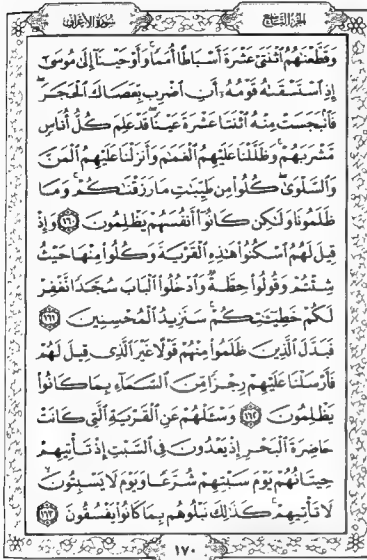 الجزء التاسع
سورة الأعراف
وَقَطَّعْنَٰهُمُ ٱثْنَتَىْ عَشْرَةَ أَسْبَاطًا أُمَمًا ۚ وَأَوْحَيْنَآ إِلَىٰ مُوسَىٰٓ
إِذِ ٱسْتَسْقَىٰهُ قَوْمُهُۥٓ أَنِ ٱضْرِب بِّعَصَاكَ ٱلْحَجَرَ ۖ
فَٱنۢبَجَسَتْ مِنْهُ ٱثْنَتَا عَشْرَةَ عَيْنًا ۖ قَدْ عَلِمَ كُلُّ أُنَاسٍ
مَّشْرَبَهُمْ ۚ وَظَلَّلْنَا عَلَيْهِمُ ٱلْغَمَٰمَ وَأَنزَلْنَا عَلَيْهِمُ ٱلْمَنَّ
وَٱلسَّلْوَىٰ ۖ كُلُوا۟ مِن طَيِّبَٰتِ مَا رَزَقْنَٰكُمْ ۚ وَمَا
ظَلَمُونَا وَلَٰكِن كَانُوٓا۟ أَنفُسَهُمْ يَظْلِمُونَ ١٦٠ وَإِذْ
قِيلَ لَهُمُ ٱسْكُنُوا۟ هَٰذِهِ ٱلْقَرْيَةَ وَكُلُوا۟ مِنْهَا حَيْثُ
شِئْتُمْ وَقُولُوا۟ حِطَّةٌ وَٱدْخُلُوا۟ ٱلْبَابَ سُجَّدًا نَّغْفِرْ
لَكُمْ خَطِيٓـَٰٔتِكُمْ ۚ سَنَزِيدُ ٱلْمُحْسِنِينَ ١٦١
فَبَدَّلَ ٱلَّذِينَ ظَلَمُوا۟ مِنْهُمْ قَوْلًا غَيْرَ ٱلَّذِى قِيلَ لَهُمْ
فَأَرْسَلْنَا عَلَيْهِمْ رِجْزًا مِّنَ ٱلسَّمَآءِ بِمَا كَانُوا۟
يَظْلِمُونَ ١٦٢ وَسْـَٔلْهُمْ عَنِ ٱلْقَرْيَةِ ٱلَّتِى كَانَتْ
حَاضِرَةَ ٱلْبَحْرِ إِذْ يَعْدُونَ فِى ٱلسَّبْتِ إِذْ تَأْتِيهِمْ
حِيتَانُهُمْ يَوْمَ سَبْتِهِمْ شُرَّعًا وَيَوْمَ لَا يَسْبِتُونَ ۙ
لَا تَأْتِيهِمْ ۚ كَذَٰلِكَ نَبْلُوهُم بِمَا كَانُوا۟ يَفْسُقُونَ ١٦٣
١٧٠